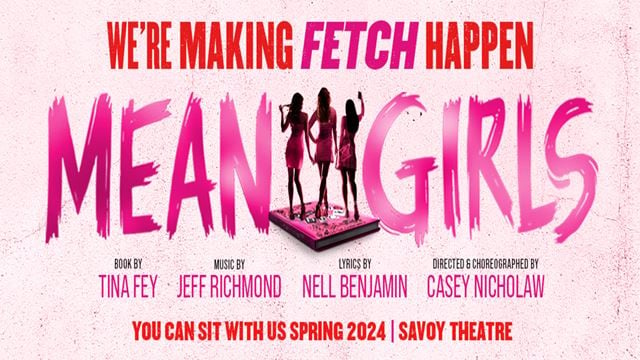 WE'RE MAKING FETCH HAPPEN
MEAN GIRLS
BOOK BY
TINA FEY
MUSIC BY
JEFF RICHMOND
LYRICS BY
NELL BENJAMIN
DIRECTED & CHOREOGRAPHED BY
CASEY NICHOLAW
YOU CAN SIT WITH US SPRING 2024 | SAVOY THEATRE